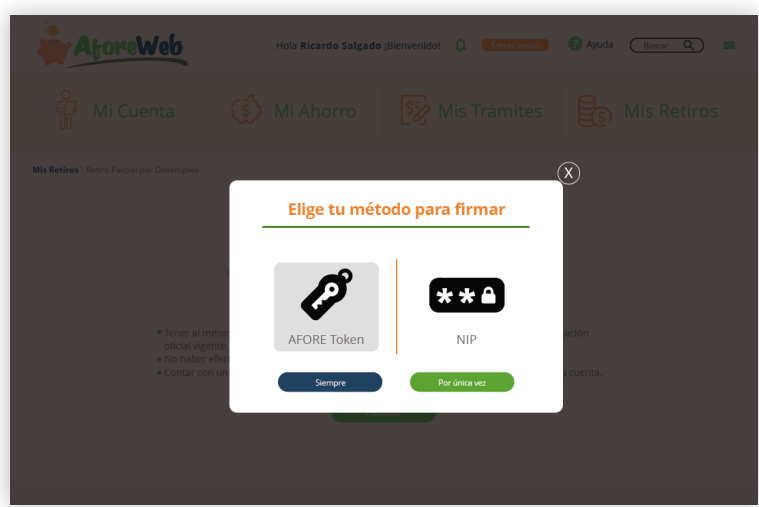 AforeWeb
Hola Ricardo Salgado ¡Bienvenido!
Cerrar sesión
? Ayuda
Buscar
Mi Cuenta
Mi Ahorro
Mis Trámites
Mis Retiros
Mis Retiros / Retiro Parcial por Desempleo
X
Elige tu método para firmar
AFORE Token
NIP
Siempre
Por única vez
* Tener al meno
oficial vigente,
* No haber efec
* Contar con un
u cuenta.